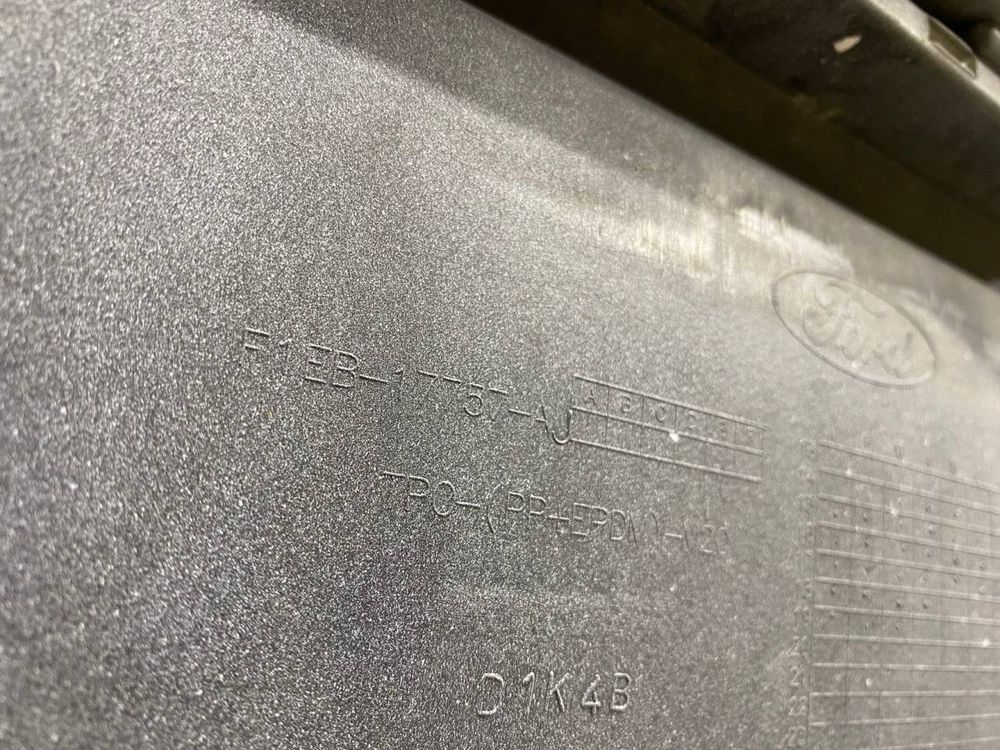 Ford
F1EB-17757-AJ
A B C D E F
TPO-(PP+EPDM)-M20
D1K4B